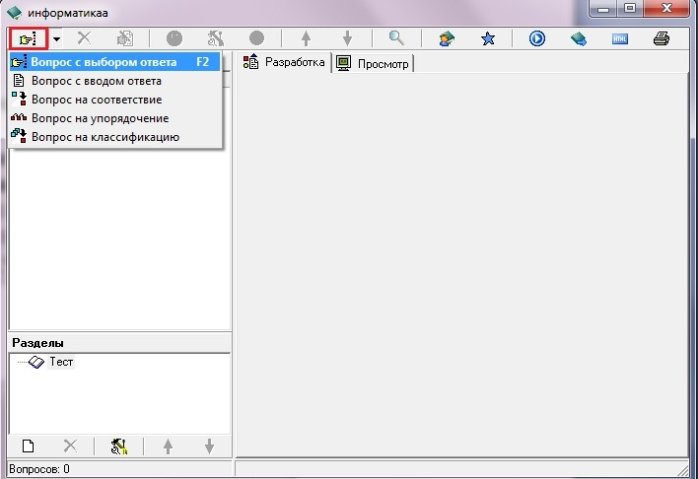 информатикаа
HTML
Вопрос с выбором ответа F2
Вопрос с вводом ответа
Вопрос на соответствие
Вопрос на упорядочение
Вопрос на классификацию
Разработка Просмотр
Разделы
Тест
Вопросов: 0